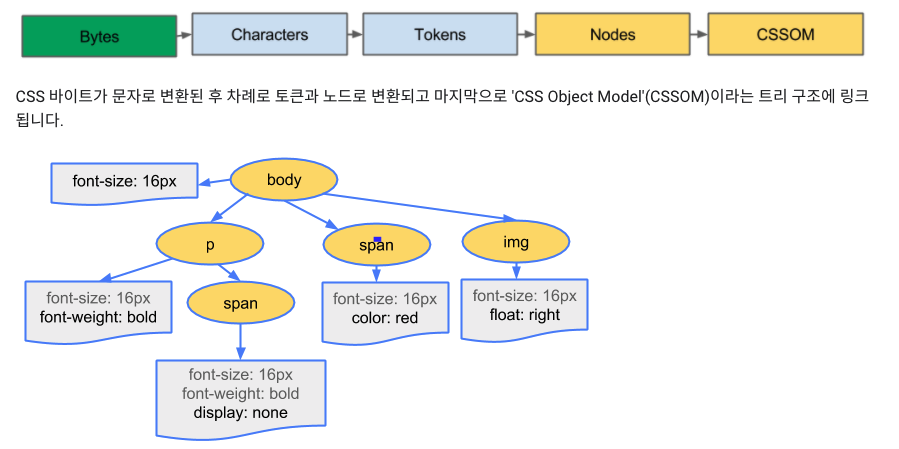 Bytes Characters Tokens Nodes CSSOM
CSS 바이트가 문자로 변환된 후 차례로 토큰과 노드로 변환되고 마지막으로 'CSS Object Model'(CSSOM)이라는 트리 구조에 링크
됩니다.
font-size: 16px
body
p
span
img
font-size: 16px
font-weight: bold
span
font-size: 16px
color: red
font-size: 16px
float: right
font-size: 16px
font-weight: bold
display: none